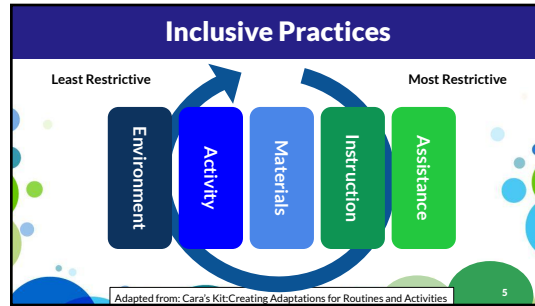 Inclusive Practices
Least Restrictive
Most Restrictive
Environment
Activity
Materials
Instruction
Assistance
Adapted from: Cara's Kit:Creating Adaptations for Routines and Activities
5